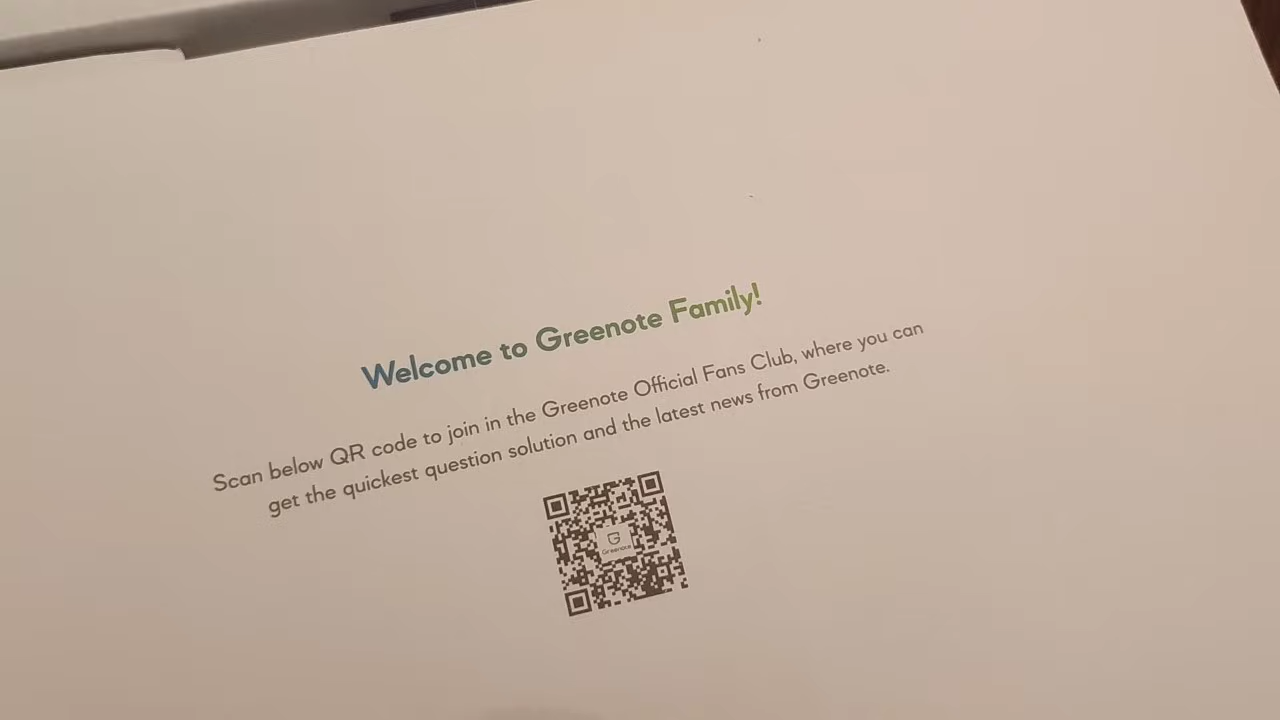 Welcome to Greenote Family!
Scan below QR code to join in the Greenote Official Fans Club, where you can
get the quickest question solution and the latest news from Greenote.
Greenote